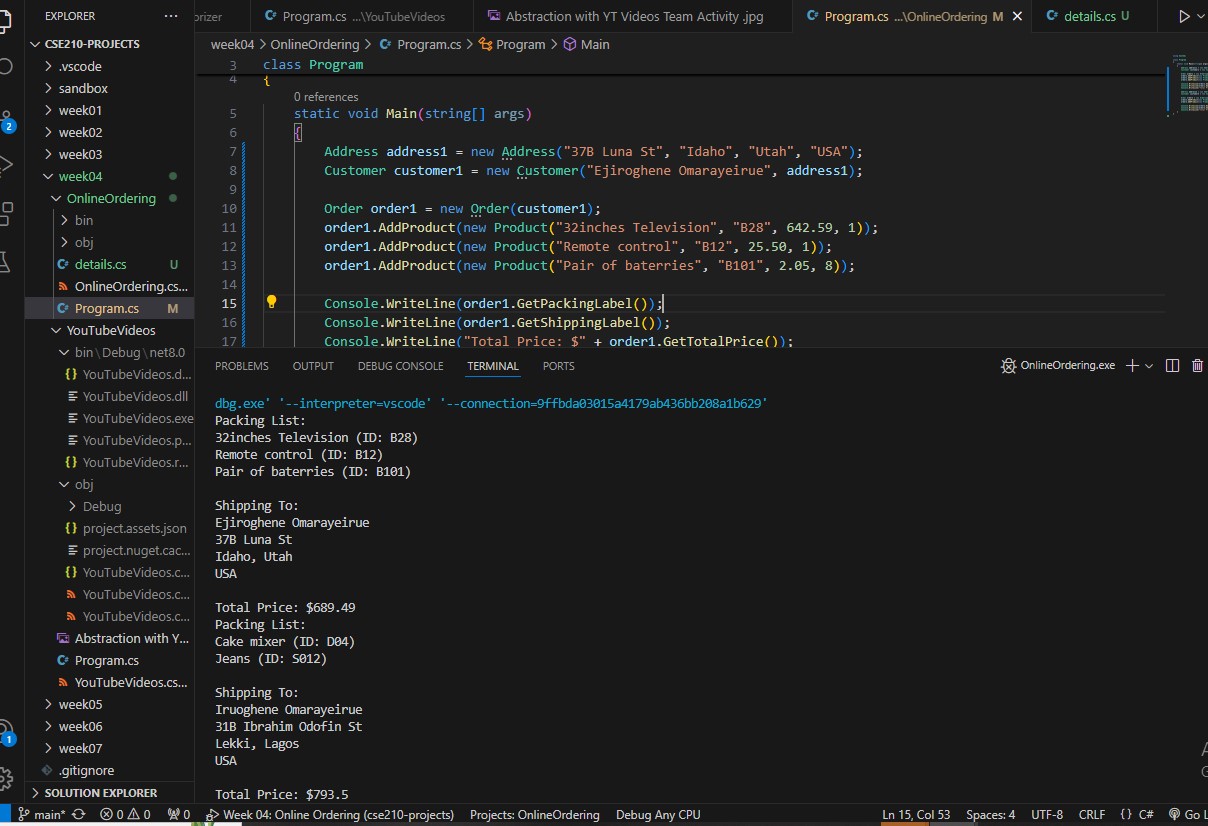 EXPLORER
...
orizer
Program.cs ...\YouTubeVideos
Abstraction with YT Videos Team Activity .jpg
Program.cs ...\OnlineOrdering M
details.cs U
CSE210-PROJECTS
.vscode
sandbox
week01
week02
week03
week04
OnlineOrdering
bin
obj
details.cs U
OnlineOrdering.cs...
Program.cs M
YouTubeVideos
bin\Debug\net8.0
{} YouTubeVideos.d...
YouTubeVideos.dll
YouTubeVideos.exe
YouTubeVideos.p...
{} YouTubeVideos.r...
obj
Debug
{} project.assets.json
project.nuget.cac...
{} YouTubeVideos.c...
YouTubeVideos.c...
YouTubeVideos.c...
Abstraction with Y...
Program.cs
YouTubeVideos.cs...
week05
week06
week07
.gitignore
SOLUTION EXPLORER
2
1
week04 > OnlineOrdering > Program.cs > Program > Main
3 class Program
4 {
0 references
5 static void Main(string[] args)
6 {
7 Address address1 = new Address("37B Luna St", "Idaho", "Utah", "USA");
8 Customer customer1 = new Customer("Ejiroghene Omarayeirue", address1);
9
10 Order order1 = new Order(customer1);
11 order1.AddProduct(new Product("32inches Television", "B28", 642.59, 1));
12 order1.AddProduct(new Product("Remote control", "B12", 25.50, 1));
13 order1.AddProduct(new Product("Pair of baterries", "B101", 2.05, 8));
14
15 Console.WriteLine(order1.GetPackingLabel());
16 Console.WriteLine(order1.GetShippingLabel());
17 Console.WriteLine("Total Price: $" + order1.GetTotalPrice());
PROBLEMS OUTPUT DEBUG CONSOLE TERMINAL PORTS
OnlineOrdering.exe
dbg.exe' '--interpreter=vscode' '--connection=9ffbda03015a4179ab436bb208a1b629'
Packing List:
32inches Television (ID: B28)
Remote control (ID: B12)
Pair of baterries (ID: B101)
Shipping To:
Ejiroghene Omarayeirue
37B Luna St
Idaho, Utah
USA
Total Price: $689.49
Packing List:
Cake mixer (ID: D04)
Jeans (ID: S012)
Shipping To:
Iruoghene Omarayeirue
31B Ibrahim Odofin St
Lekki, Lagos
USA
Total Price: $793.5
main* 0 0 0 Week 04: Online Ordering (cse210-projects) Projects: OnlineOrdering Debug Any CPU Ln 15, Col 53 Spaces: 4 UTF-8 CRLF {} C# Go L